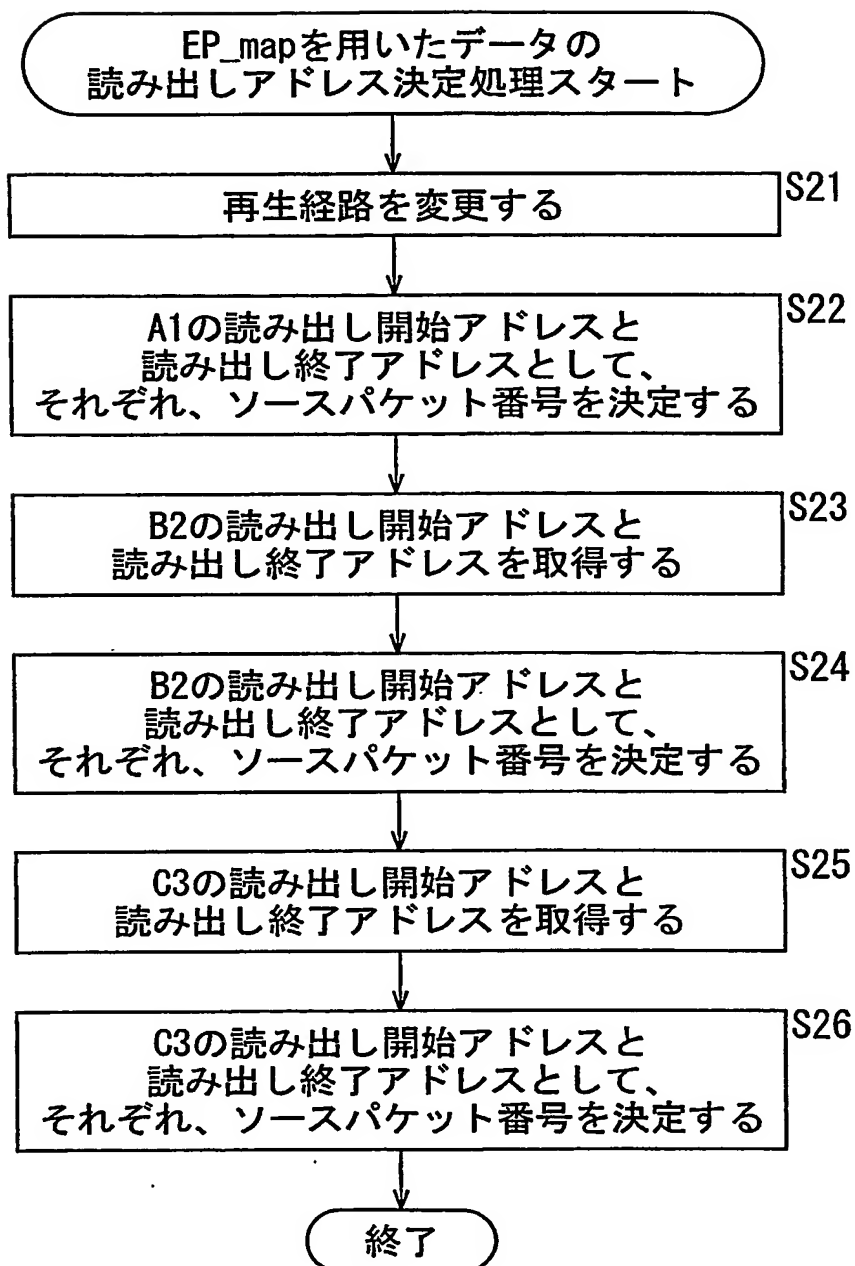 EP_mapを用いたデータの
読み出しアドレス決定処理スタート
再生経路を変更する
S21
A1の読み出し開始アドレスと
読み出し終了アドレスとして、
それぞれ、ソースパケット番号を決定する
S22
B2の読み出し開始アドレスと
読み出し終了アドレスを取得する
S23
B2の読み出し開始アドレスと
読み出し終了アドレスとして、
それぞれ、ソースパケット番号を決定する
S24
C3の読み出し開始アドレスと
読み出し終了アドレスを取得する
S25
C3の読み出し開始アドレスと
読み出し終了アドレスとして、
それぞれ、ソースパケット番号を決定する
S26
終了